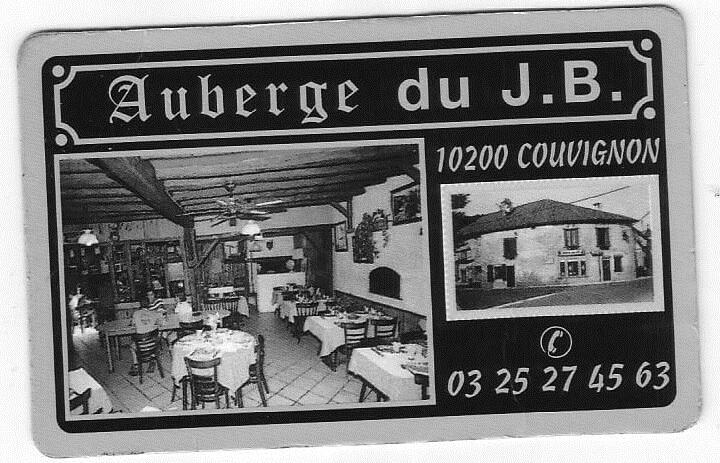 Auberge du J.B.
10200 COUVIGNON
03 25 27 45 63